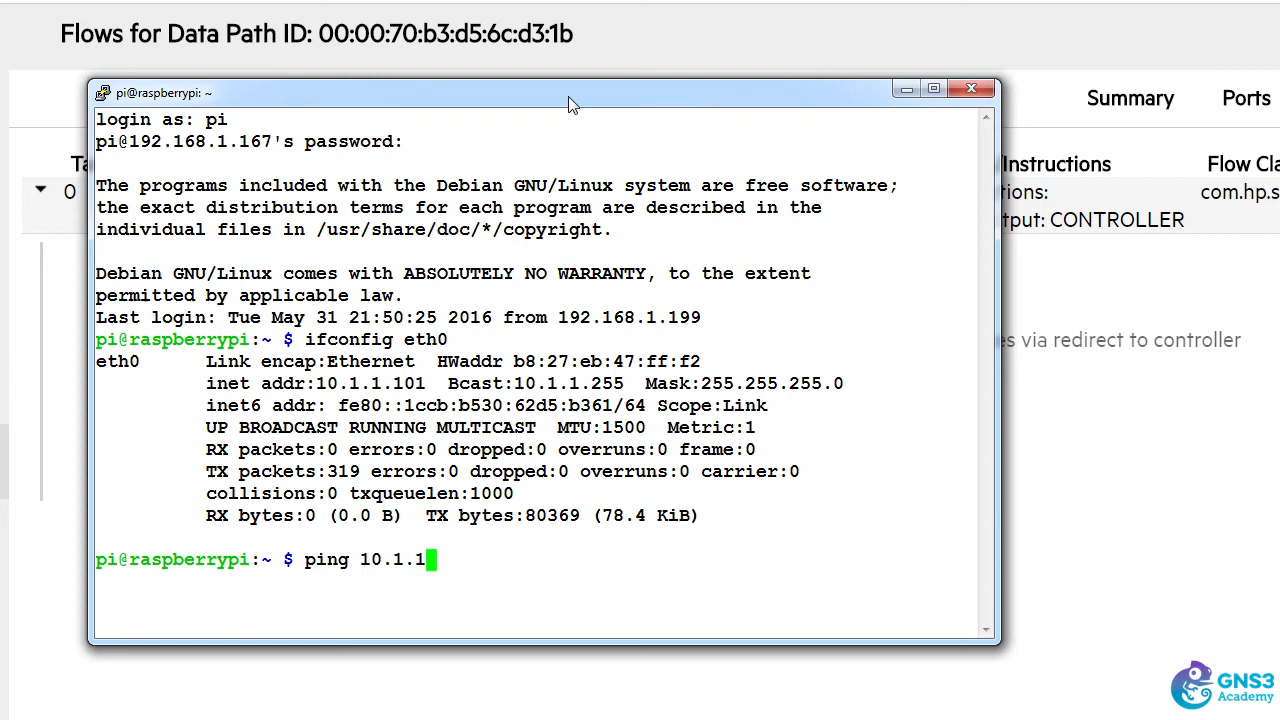 Flows for Data Path ID: 00:00:70:b3:d5:6c:d3:1b
pi@raspberrypi: ~
Summary Ports
login as: pi
pi@192.168.1.167's password:
Instructions Flow Cla
0
tions: com.hp.s
tput: CONTROLLER
The programs included with the Debian GNU/Linux system are free software;
the exact distribution terms for each program are described in the
individual files in /usr/share/doc/*/copyright.
Debian GNU/Linux comes with ABSOLUTELY NO WARRANTY, to the extent
permitted by applicable law.
Last login: Tue May 31 21:50:25 2016 from 192.168.1.199
pi@raspberrypi:~ $ ifconfig eth0
es via redirect to controller
eth0 Link encap:Ethernet HWaddr b8:27:eb:47:ff:f2
inet addr:10.1.1.101 Bcast:10.1.1.255 Mask:255.255.255.0
inet6 addr: fe80::1ccb:b530:62d5:b361/64 Scope:Link
UP BROADCAST RUNNING MULTICAST MTU:1500 Metric:1
RX packets:0 errors:0 dropped:0 overruns:0 frame:0
TX packets:319 errors:0 dropped:0 overruns:0 carrier:0
collisions:0 txqueuelen:1000
RX bytes:0 (0.0 B) TX bytes:80369 (78.4 KiB)
pi@raspberrypi:~ $ ping 10.1.1
GNS3
Academy